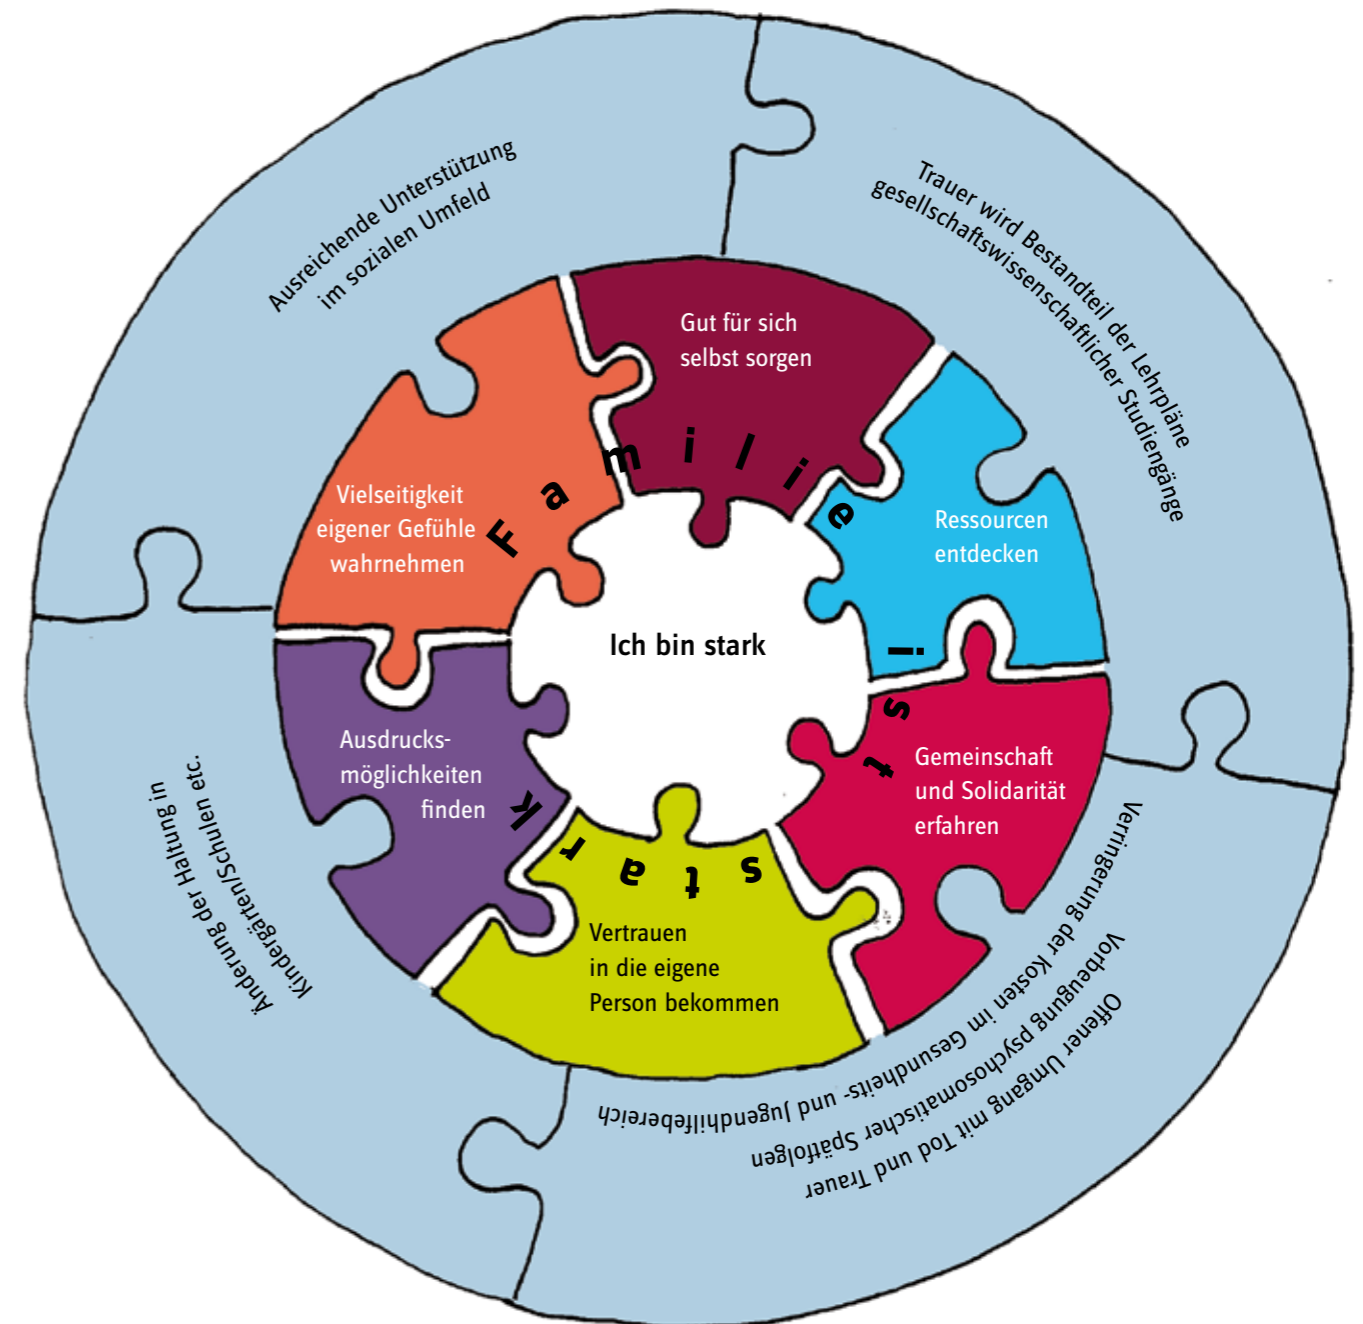 Ausreichende Unterstützung
im sozialen Umfeld
Trauer wird Bestandteil der Lehrpläne
gesellschaftswissenschaftlicher Studiengänge
Gut für sich
selbst sorgen
Vielseitigkeit
eigener Gefühle
wahrnehmen
Ressourcen
entdecken
Familie ist stark
Ich bin stark
Ausdrucks-
möglichkeiten
finden
Gemeinschaft
und Solidarität
erfahren
Vertrauen
in die eigene
Person bekommen
Änderung der Haltung in
Kindergärten/Schulen etc.
Verringerung der Kosten im Gesundheits- und Jugendhilfebereich
Vorbeugung psychosomatischer Spätfolgen
Offener Umgang mit Tod und Trauer